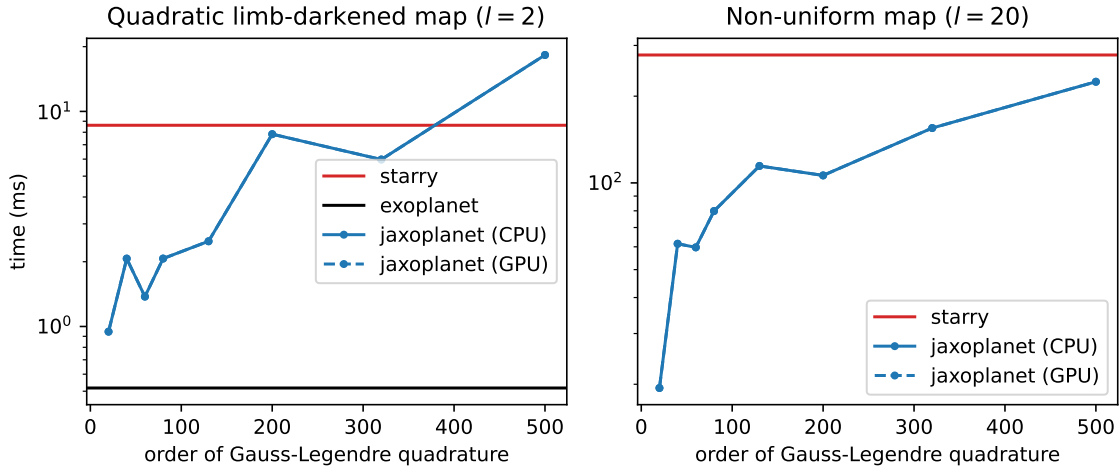 Quadratic limb-darkened map (l = 2)
time (ms)
10¹
10⁰
0 100 200 300 400 500
order of Gauss-Legendre quadrature
starry
exoplanet
jaxoplanet (CPU)
jaxoplanet (GPU)
Non-uniform map (l = 20)
10²
0 100 200 300 400 500
order of Gauss-Legendre quadrature
starry
jaxoplanet (CPU)
jaxoplanet (GPU)